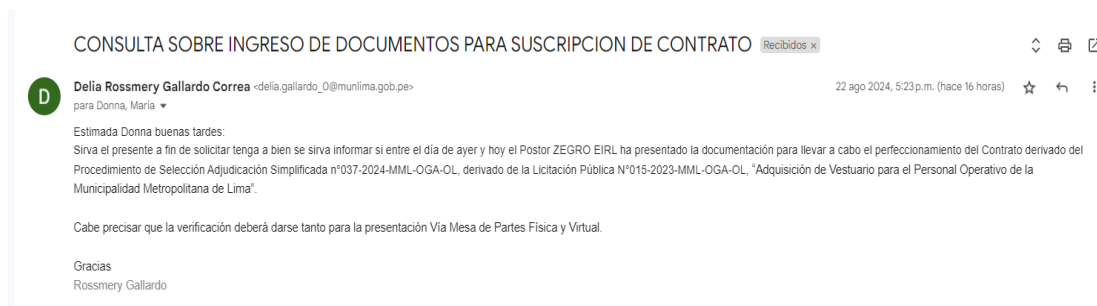 CONSULTA SOBRE INGRESO DE DOCUMENTOS PARA SUSCRIPCION DE CONTRATO Recibidos x
D
Delia Rossmery Gallardo Correa <delia.gallardo_0@munlima.gob.pe> 22 ago 2024, 5:23 p.m. (hace 16 horas)
para Donna, María
Estimada Donna buenas tardes:
Sirva el presente a fin de solicitar tenga a bien se sirva informar si entre el día de ayer y hoy el Postor ZEGRO EIRL ha presentado la documentación para llevar a cabo el perfeccionamiento del Contrato derivado del
Procedimiento de Selección Adjudicación Simplificada n°037-2024-MML-OGA-OL, derivado de la Licitación Pública N°015-2023-MML-OGA-OL, "Adquisición de Vestuario para el Personal Operativo de la
Municipalidad Metropolitana de Lima".
Cabe precisar que la verificación deberá darse tanto para la presentación Vía Mesa de Partes Física y Virtual.
Gracias
Rossmery Gallardo